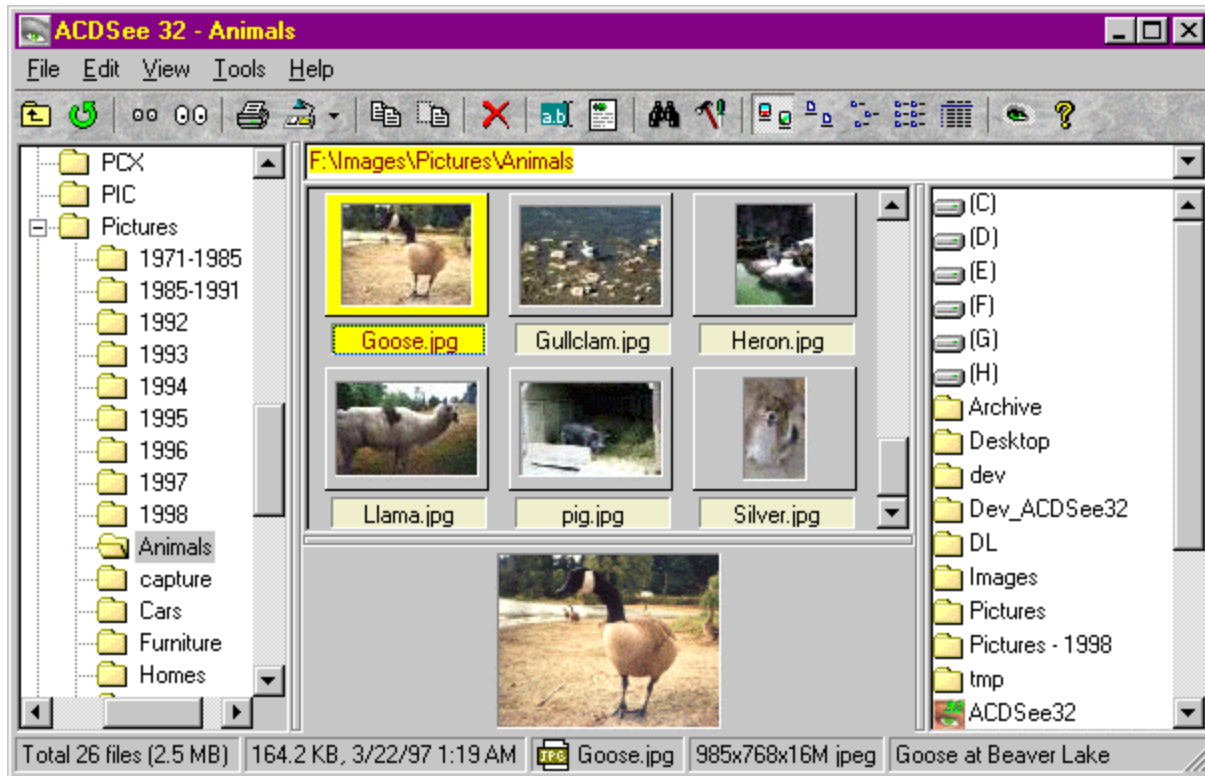 ACDSee 32 - Animals
File Edit View Tools Help
a.b
F:\Images\Pictures\Animals
PCX
PIC
Pictures
1971-1985
1985-1991
1992
1993
1994
1995
1996
1997
1998
Animals
capture
Cars
Furniture
Homes
Goose.jpg Gullclam.jpg Heron.jpg
Llama.jpg pig.jpg Silver.jpg
(C)
(D)
(E)
(F)
(G)
(H)
Archive
Desktop
dev
Dev_ACDSee32
DL
Images
Pictures
Pictures - 1998
tmp
ACDSee32
Total 26 files (2.5 MB) 164.2 KB, 3/22/97 1:19 AM JPG Goose.jpg 985x768x16M jpeg Goose at Beaver Lake